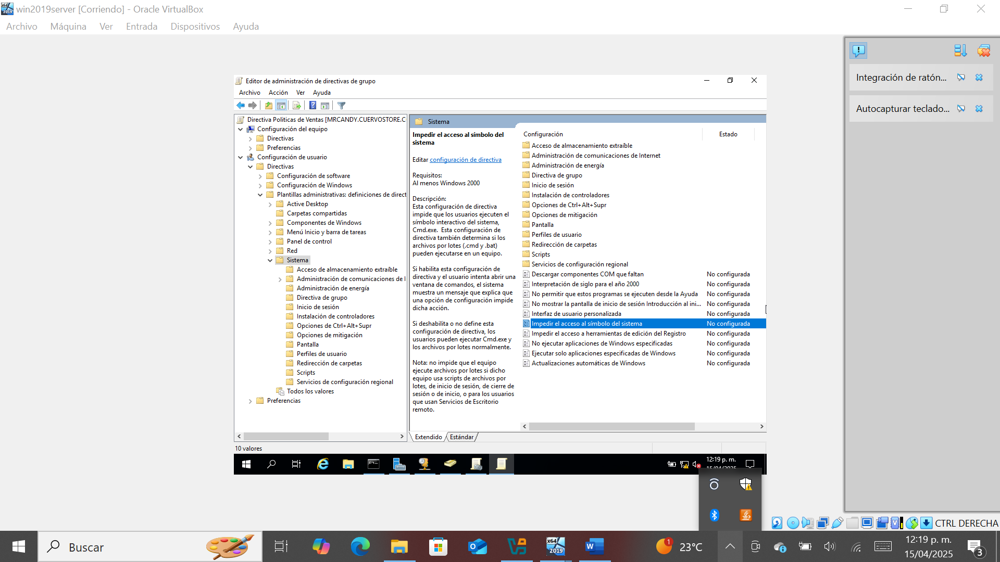 win2019server [Corriendo] - Oracle VirtualBox
Archivo Máquina Ver Entrada Dispositivos Ayuda
Integración de ratón...
Autocapturar teclado...
Editor de administración de directivas de grupo
Archivo Acción Ver Ayuda
Directiva Politicas de Ventas [MRCANDY.CUERVOSTORE.C
Configuración del equipo
Directivas
Preferencias
Configuración de usuario
Directivas
Configuración de software
Configuración de Windows
Plantillas administrativas: definiciones de direct
Active Desktop
Carpetas compartidas
Componentes de Windows
Menú Inicio y barra de tareas
Panel de control
Red
Sistema
Acceso de almacenamiento extraíble
Administración de comunicaciones de I
Administración de energía
Directiva de grupo
Inicio de sesión
Instalación de controladores
Opciones de Ctrl+Alt+Supr
Opciones de mitigación
Pantalla
Perfiles de usuario
Redirección de carpetas
Scripts
Servicios de configuración regional
Todos los valores
Preferencias
Sistema
Impedir el acceso al símbolo del
sistema
Editar configuración de directiva
Requisitos:
Al menos Windows 2000
Descripción:
Esta configuración de directiva
impide que los usuarios ejecuten el
símbolo interactivo del sistema,
Cmd.exe. Esta configuración de
directiva también determina si los
archivos por lotes (.cmd y .bat)
pueden ejecutarse en un equipo.
Si habilita esta configuración de
directiva y el usuario intenta abrir una
ventana de comandos, el sistema
muestra un mensaje que explica que
una opción de configuración impide
dicha acción.
Si deshabilita o no define esta
configuración de directiva, los
usuarios pueden ejecutar Cmd.exe y
los archivos por lotes normalmente.
Nota: no impide que el equipo
ejecute archivos por lotes si dicho
equipo usa scripts de archivos por
lotes, de inicio de sesión, de cierre de
sesión o de inicio, o para los usuarios
que usan Servicios de Escritorio
remoto.
Configuración Estado
Acceso de almacenamiento extraíble
Administración de comunicaciones de Internet
Administración de energía
Directiva de grupo
Inicio de sesión
Instalación de controladores
Opciones de Ctrl+Alt+Supr
Opciones de mitigación
Pantalla
Perfiles de usuario
Redirección de carpetas
Scripts
Servicios de configuración regional
Descargar componentes COM que faltan No configurada
Interpretación de siglo para el año 2000 No configurada
No permitir que estos programas se ejecuten desde la Ayuda No configurada
No mostrar la pantalla de inicio de sesión Introducción al ini... No configurada
Interfaz de usuario personalizada No configurada
Impedir el acceso al símbolo del sistema No configurada
Impedir el acceso a herramientas de edición del Registro No configurada
No ejecutar aplicaciones de Windows especificadas No configurada
Ejecutar solo aplicaciones especificadas de Windows No configurada
Actualizaciones automáticas de Windows No configurada
Extendido Estándar
10 valores
12:19 p. m.
15/04/2025
CTRL DERECHA
Buscar
x64
2019
W
1
23°C
12:19 p. m.
15/04/2025
3